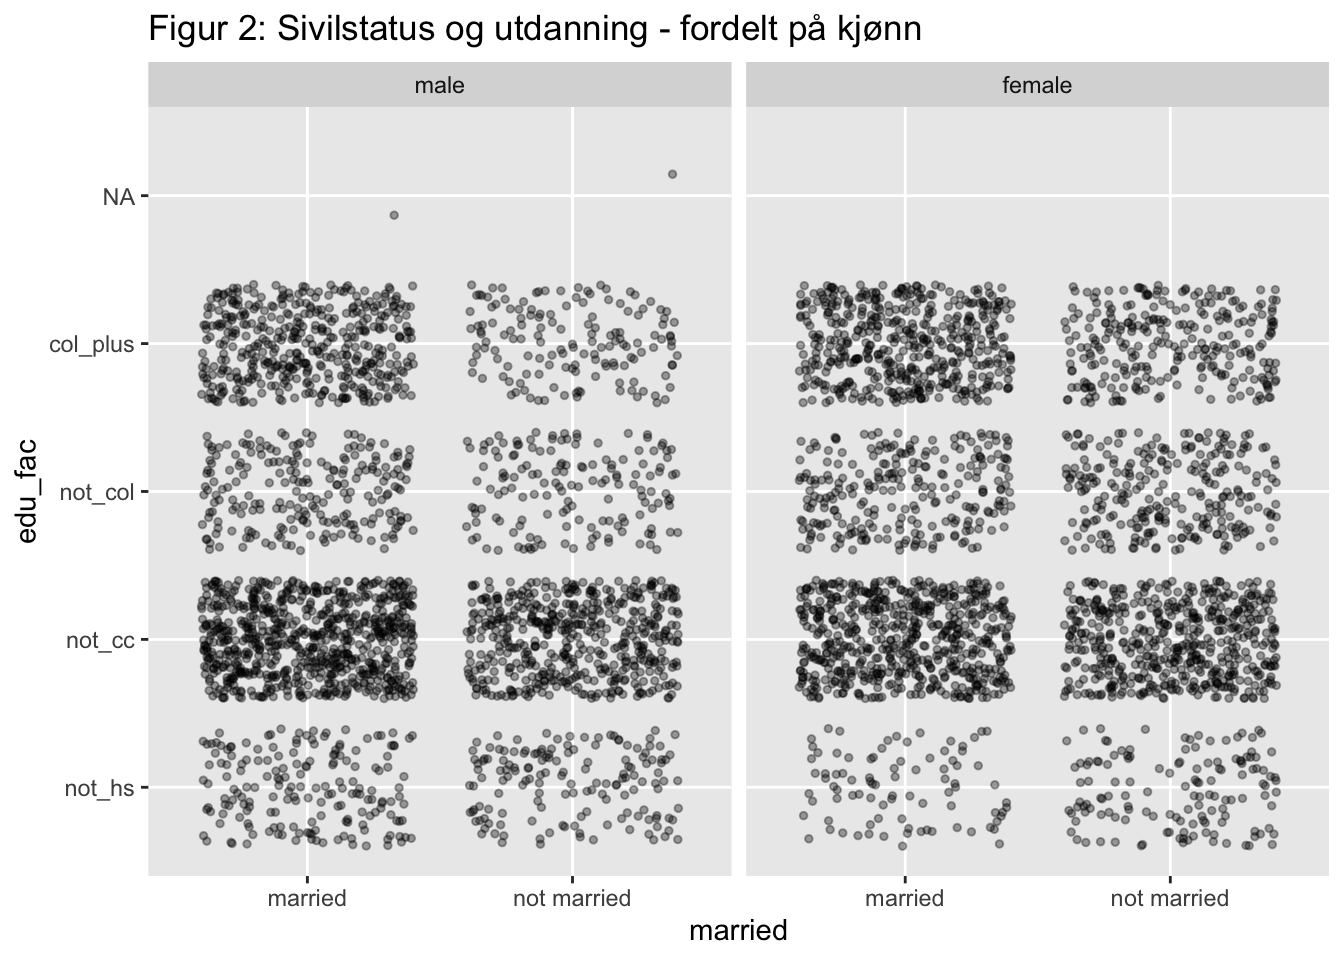 Figur 2: Sivilstatus og utdanning - fordelt på kjønn
male
female
NA
col_plus
not_col
not_cc
not_hs
edu_fac
married
not married
married
not married
married